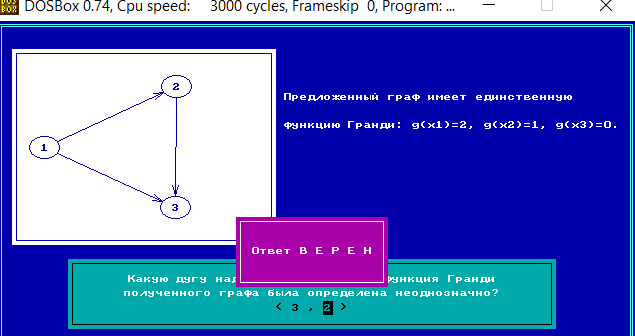 DOSBox 0.74, Cpu speed: 3000 cycles, Frameskip 0, Program: ...
2
1
3
Предложенный граф имеет единственную
функцию Гранди: g(x1)=2, g(x2)=1, g(x3)=0.
Ответ В Е Р Е Н
Какую дугу над функция Гранди
полученного графа была определена неоднозначно?
< 3 , 2 >